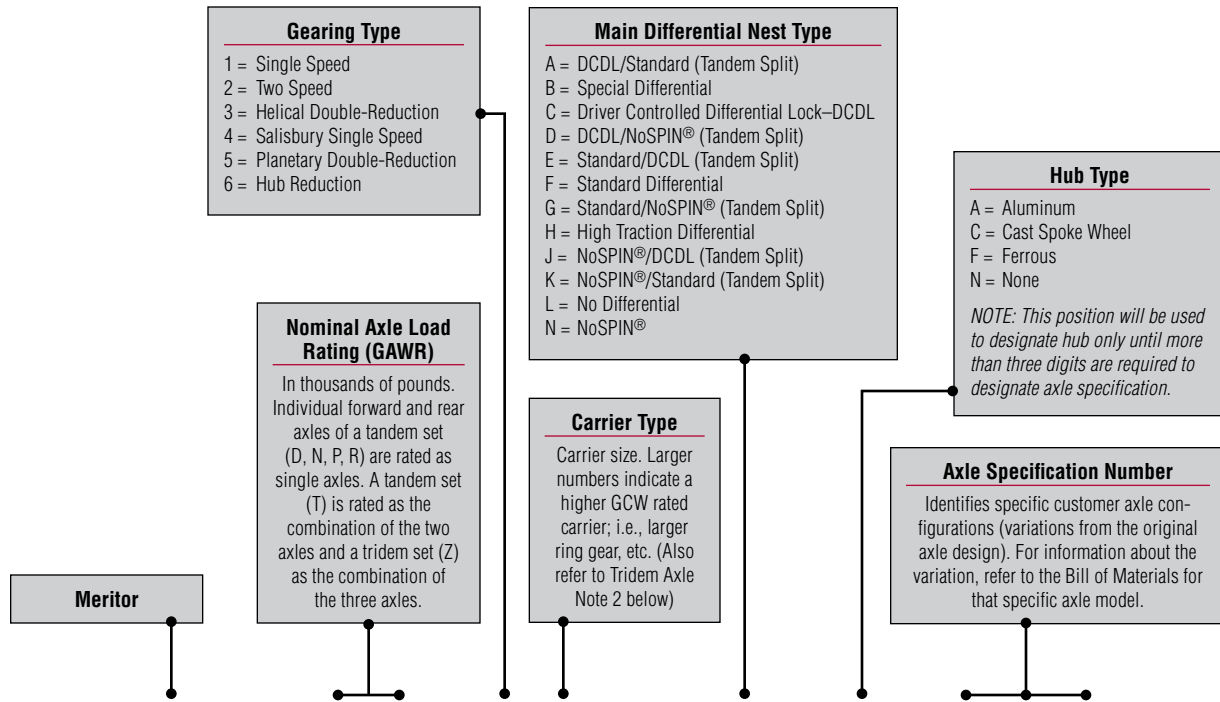 Gearing Type
1 = Single Speed
2 = Two Speed
3 = Helical Double-Reduction
4 = Salisbury Single Speed
5 = Planetary Double-Reduction
6 = Hub Reduction
Main Differential Nest Type
A = DCDL/Standard (Tandem Split)
B = Special Differential
C = Driver Controlled Differential Lock–DCDL
D = DCDL/NoSPIN® (Tandem Split)
E = Standard/DCDL (Tandem Split)
F = Standard Differential
G = Standard/NoSPIN® (Tandem Split)
H = High Traction Differential
J = NoSPIN®/DCDL (Tandem Split)
K = NoSPIN®/Standard (Tandem Split)
L = No Differential
N = NoSPIN®
Hub Type
A = Aluminum
C = Cast Spoke Wheel
F = Ferrous
N = None
NOTE: This position will be used
to designate hub only until more
than three digits are required to
designate axle specification.
Nominal Axle Load
Rating (GAWR)
In thousands of pounds.
Individual forward and rear
axles of a tandem set
(D, N, P, R) are rated as
single axles. A tandem set
(T) is rated as the
combination of the two
axles and a tridem set (Z)
as the combination of
the three axles.
Carrier Type
Carrier size. Larger
numbers indicate a
higher GCW rated
carrier; i.e., larger
ring gear, etc. (Also
refer to Tridem Axle
Note 2 below)
Axle Specification Number
Identifies specific customer axle con-
figurations (variations from the original
axle design). For information about the
variation, refer to the Bill of Materials for
that specific axle model.
Meritor